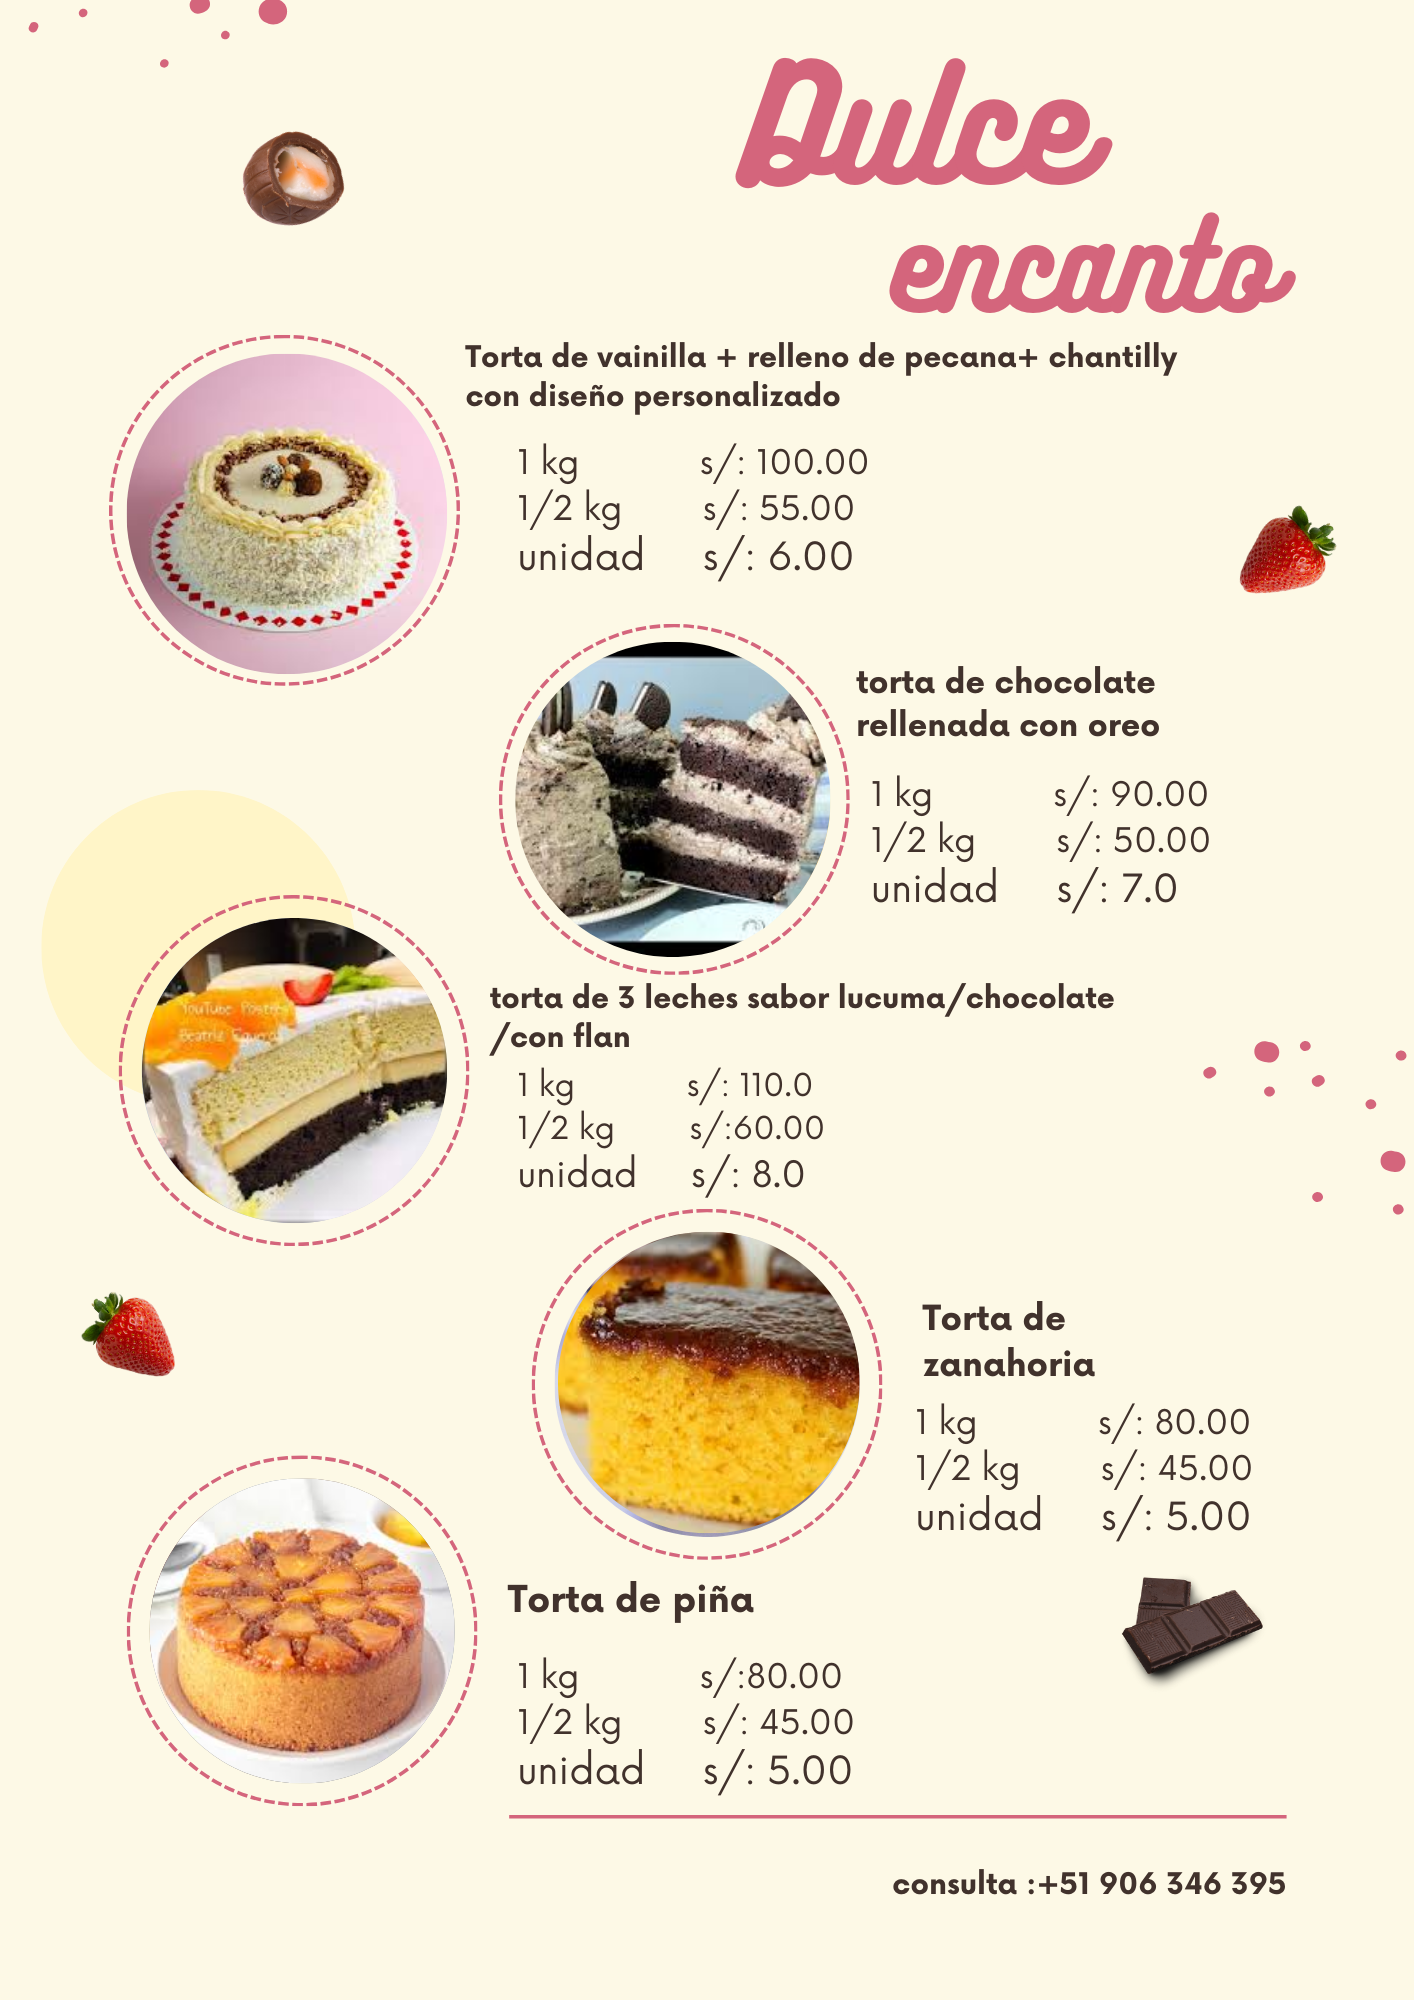 Dulce
encanto
Torta de vainilla + relleno de pecana+ chantilly
con diseño personalizado
1 kg s/: 100.00
1/2 kg s/: 55.00
unidad s/: 6.00
torta de chocolate
rellenada con oreo
1 kg s/: 90.00
1/2 kg s/: 50.00
unidad s/: 7.0
torta de 3 leches sabor lucuma/chocolate
/con flan
YouTube Postres
Beatriz
1 kg s/: 110.0
1/2 kg s/:60.00
unidad s/: 8.0
Torta de
zanahoria
1 kg s/: 80.00
1/2 kg s/: 45.00
unidad s/: 5.00
Torta de piña
1 kg s/:80.00
1/2 kg s/: 45.00
unidad s/: 5.00
consulta :+51 906 346 395